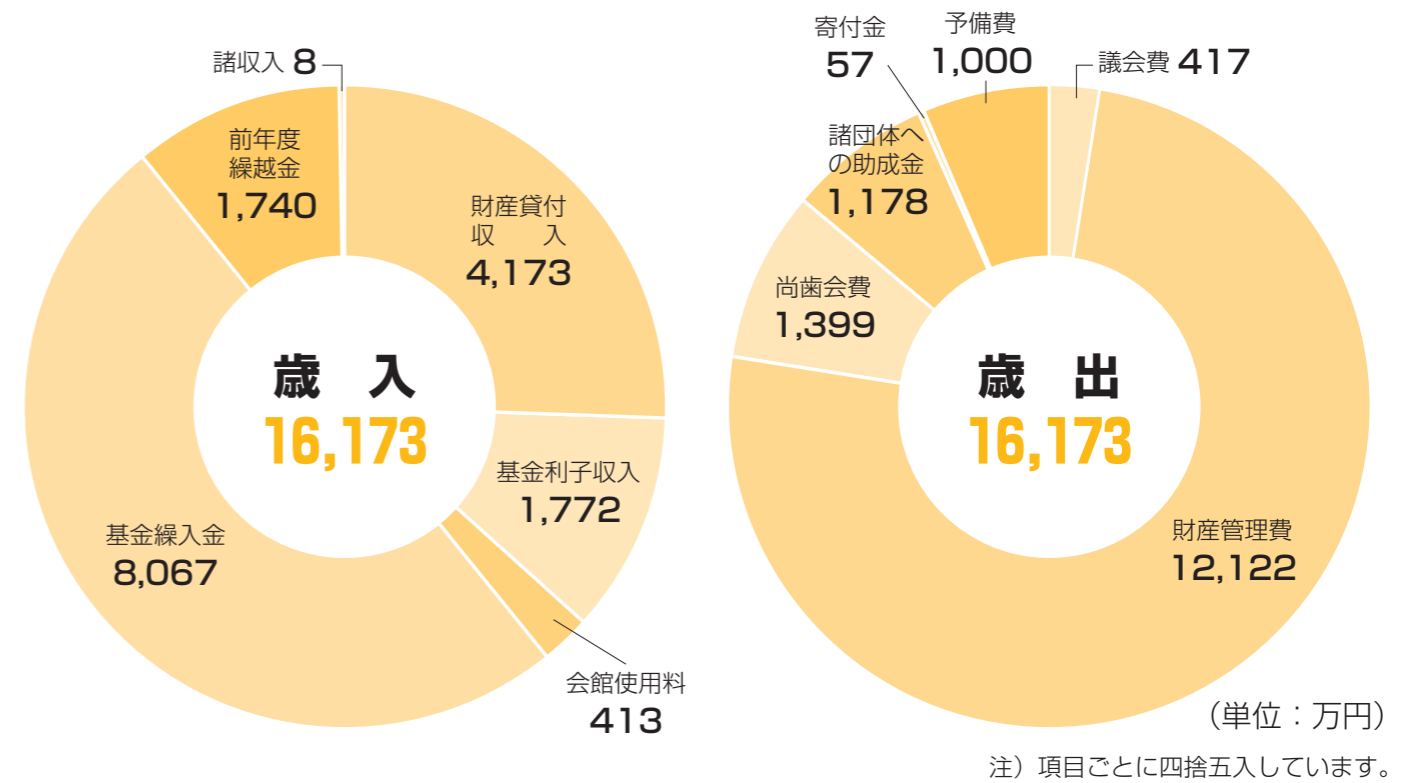 諸収入 8
前年度
繰越金
1,740
財産貸付
収　入
4,173
歳 入
16,173
基金利子収入
1,772
基金繰入金
8,067
会館使用料
413
寄付金
57
予備費
1,000
議会費 417
諸団体へ
の助成金
1,178
尚歯会費
1,399
歳 出
16,173
財産管理費
12,122
（単位：万円）
注）項目ごとに四捨五入しています。